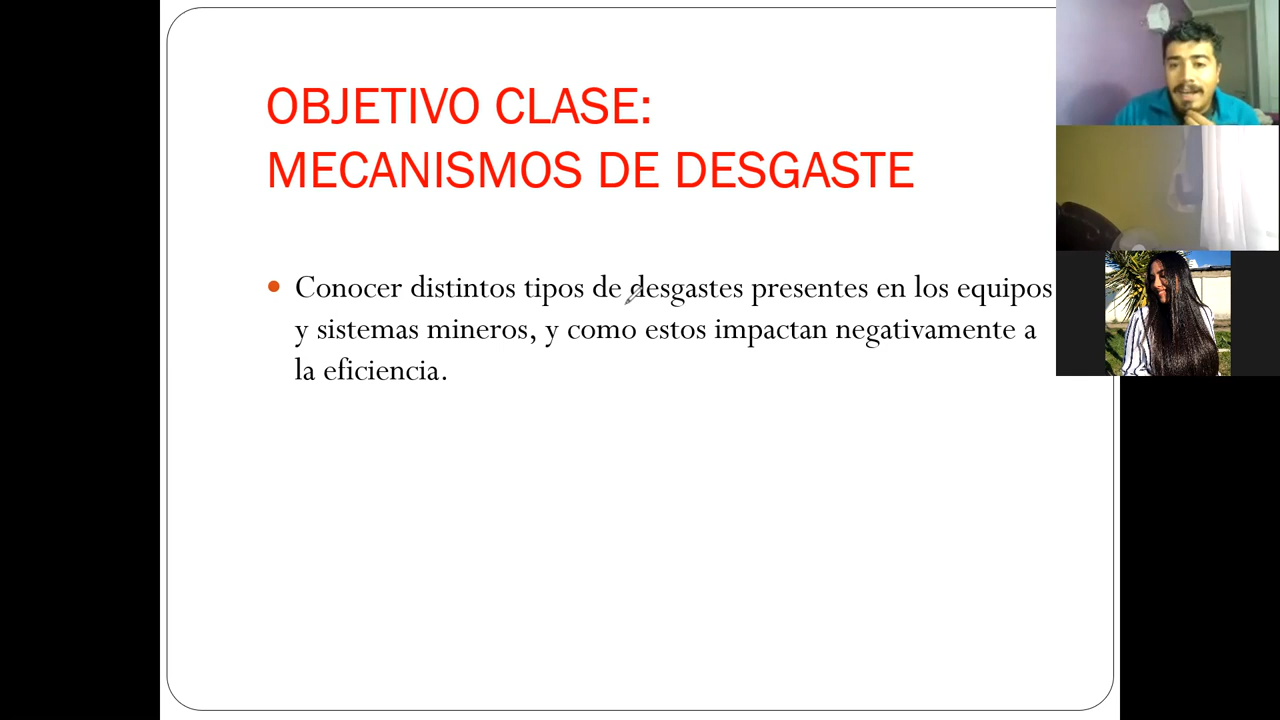 OBJETIVO CLASE:
MECANISMOS DE DESGASTE
Conocer distintos tipos de desgastes presentes en los equipos
y sistemas mineros, y como estos impactan negativamente a
la eficiencia.